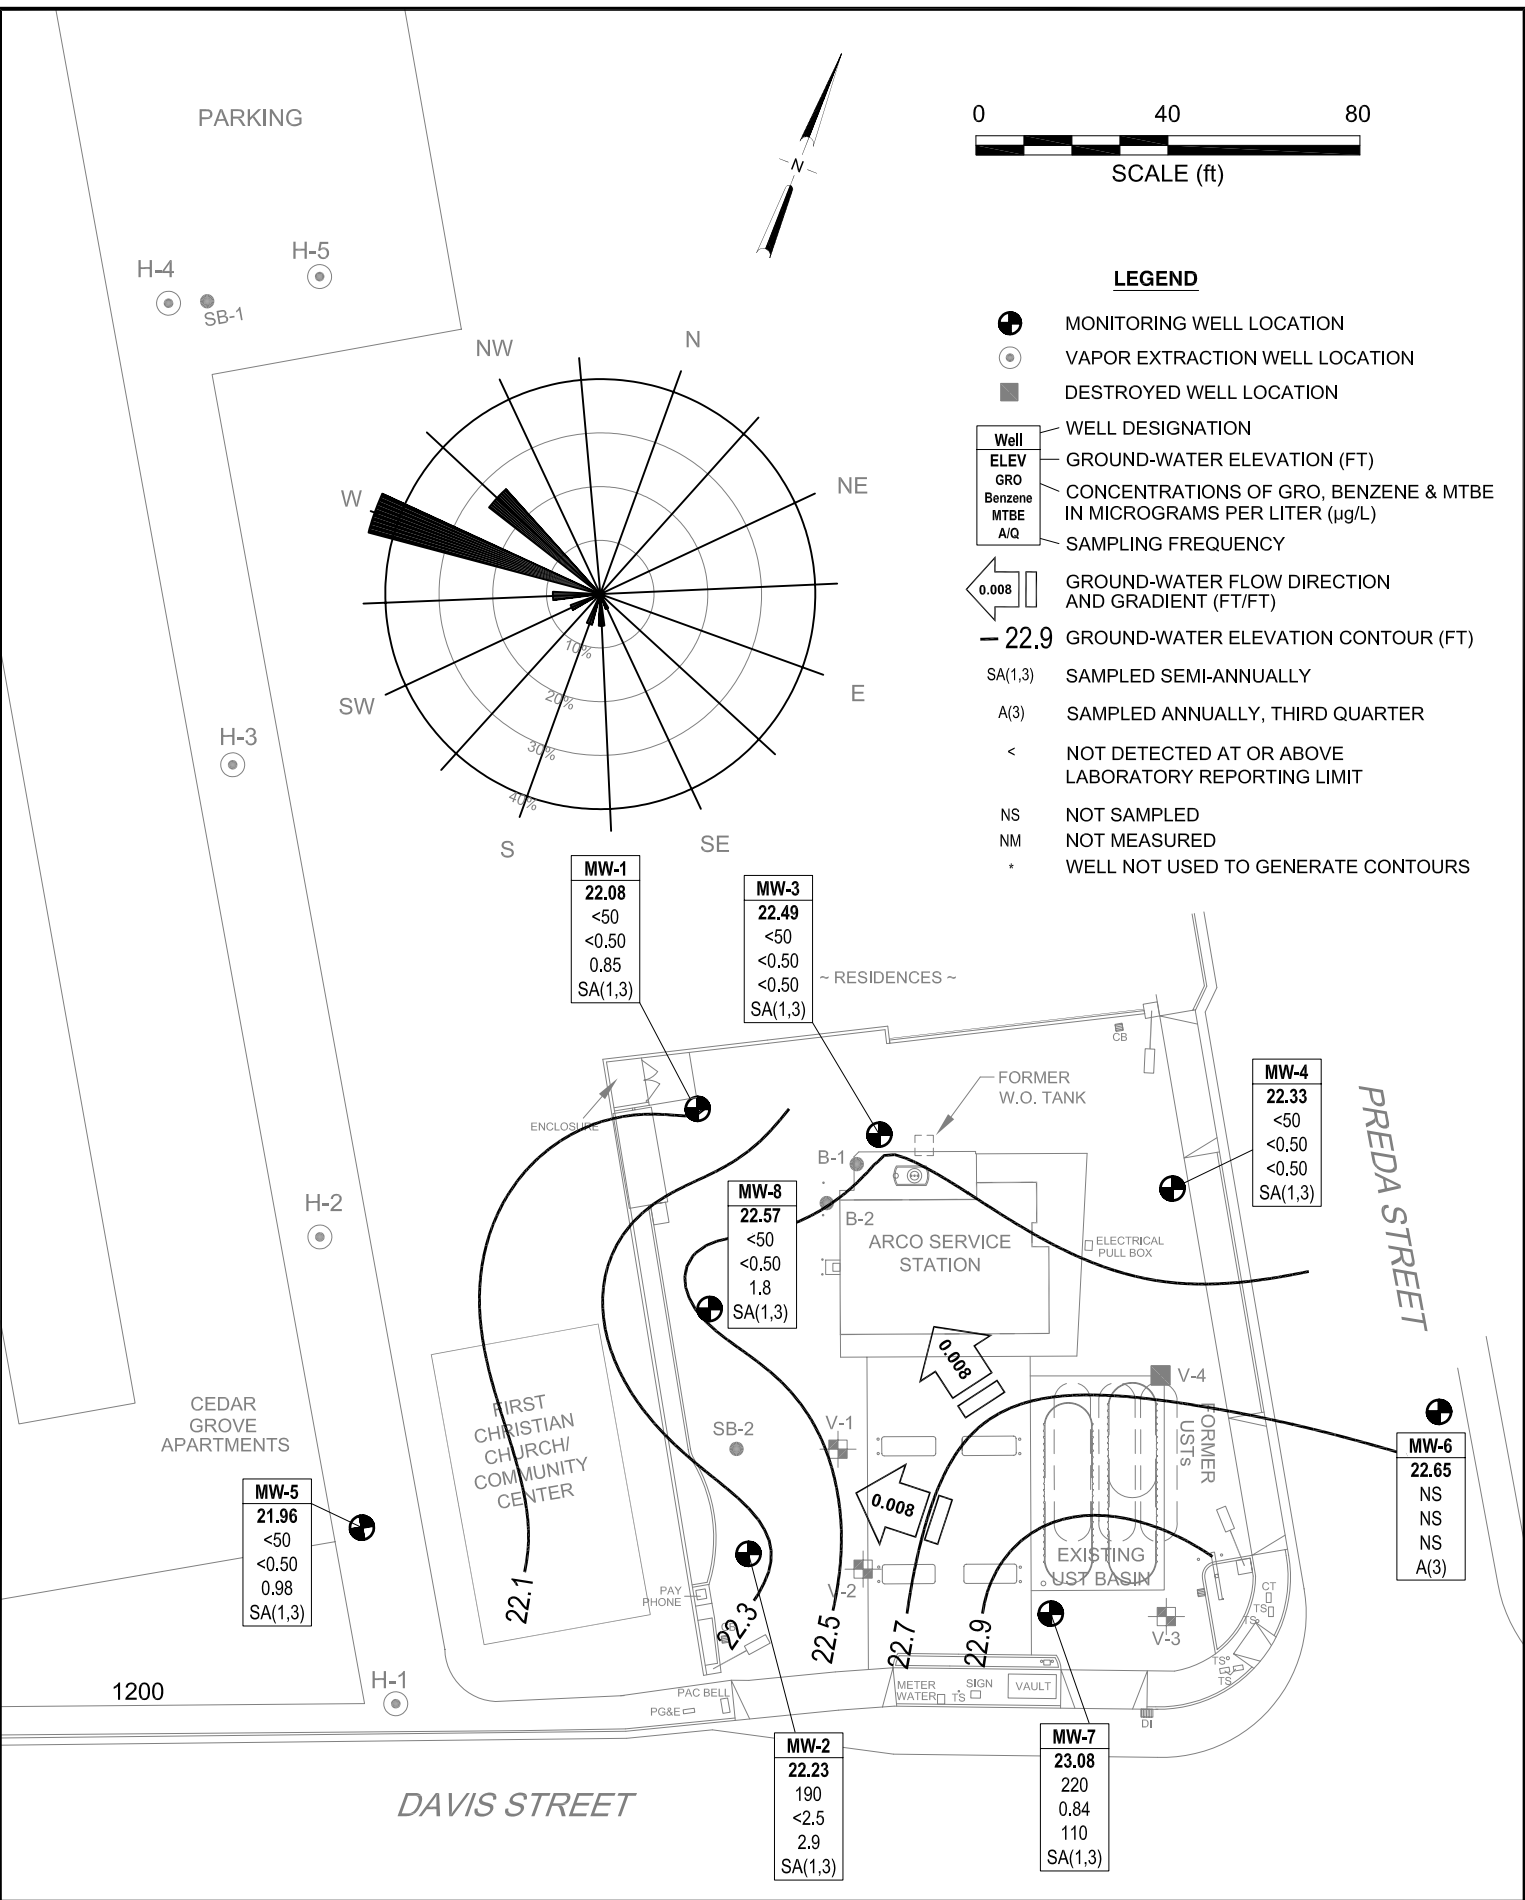 PARKING
0 40 80
SCALE (ft)
N
H-4
H-5
SB-1
LEGEND
MONITORING WELL LOCATION
VAPOR EXTRACTION WELL LOCATION
DESTROYED WELL LOCATION
Well
ELEV
GRO
Benzene
MTBE
A/Q
WELL DESIGNATION
GROUND-WATER ELEVATION (FT)
CONCENTRATIONS OF GRO, BENZENE & MTBE
IN MICROGRAMS PER LITER (µg/L)
SAMPLING FREQUENCY
0.008
GROUND-WATER FLOW DIRECTION
AND GRADIENT (FT/FT)
22.9 GROUND-WATER ELEVATION CONTOUR (FT)
SA(1,3) SAMPLED SEMI-ANNUALLY
A(3) SAMPLED ANNUALLY, THIRD QUARTER
< NOT DETECTED AT OR ABOVE
LABORATORY REPORTING LIMIT
NS NOT SAMPLED
NM NOT MEASURED
* WELL NOT USED TO GENERATE CONTOURS
NW
N
W
NE
SW
E
S
SE
10%
20%
30%
40%
H-3
MW-1
22.08
<50
<0.50
0.85
SA(1,3)
MW-3
22.49
<50
<0.50
<0.50
SA(1,3)
~ RESIDENCES ~
CB
FORMER
W.O. TANK
ENCLOSURE
MW-4
22.33
<50
<0.50
<0.50
SA(1,3)
PREDA STREET
B-1
B-2
H-2
MW-8
22.57
<50
<0.50
1.8
SA(1,3)
ARCO SERVICE
STATION
ELECTRICAL
PULL BOX
0.008
V-4
FORMER
USTs
CEDAR
GROVE
APARTMENTS
FIRST
CHRISTIAN
CHURCH/
COMMUNITY
CENTER
SB-2
V-1
0.008
MW-6
22.65
NS
NS
NS
A(3)
MW-5
21.96
<50
<0.50
0.98
SA(1,3)
EXISTING
UST BASIN
V-2
PAY
PHONE
CT
TS
TS
V-3
22.1
22.3
22.5
22.7
22.9
TS
TS
H-1
1200
PAC BELL
PG&E
METER
WATER
TS
SIGN
VAULT
DI
MW-2
22.23
190
<2.5
2.9
SA(1,3)
MW-7
23.08
220
0.84
110
SA(1,3)
DAVIS STREET